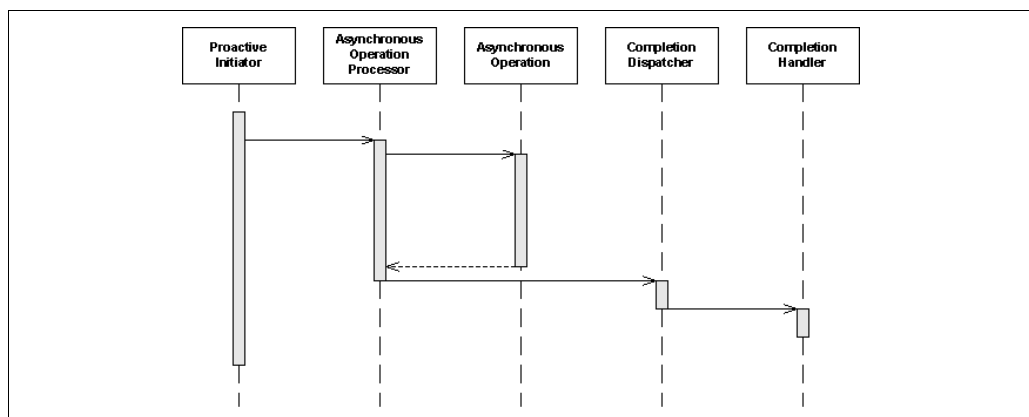 Proactive
Initiator
Asynchronous
Operation
Processor
Asynchronous
Operation
Completion
Dispatcher
Completion
Handler